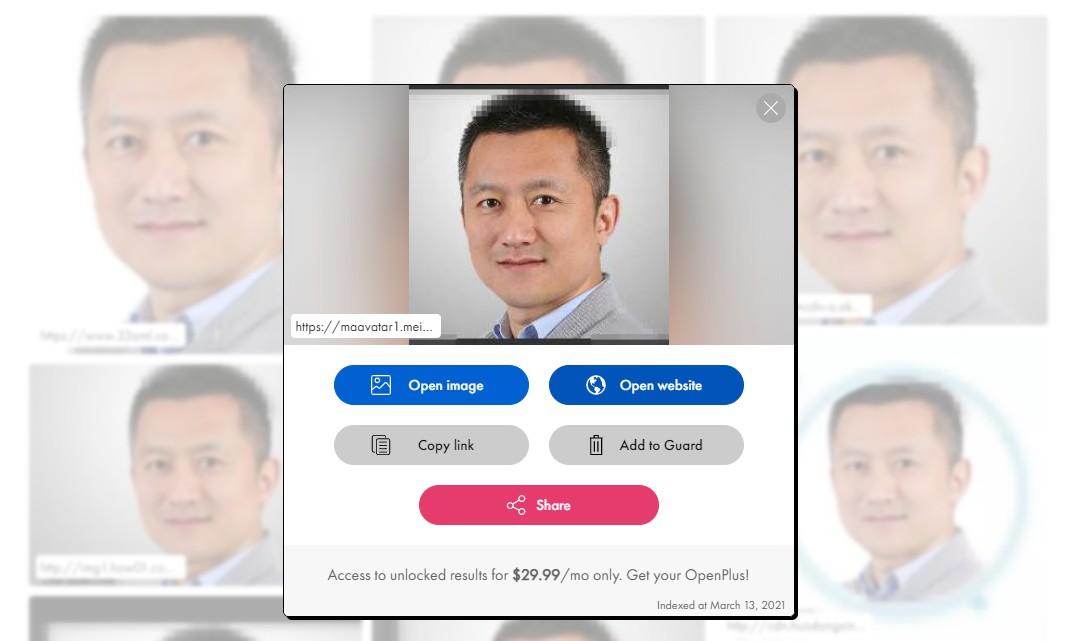 https://maavatar1.mei...
Open image
Open website
Copy link
Add to Guard
Share
Access to unlocked results for $29.99/mo only. Get your OpenPlus!
Indexed at March 13, 2021